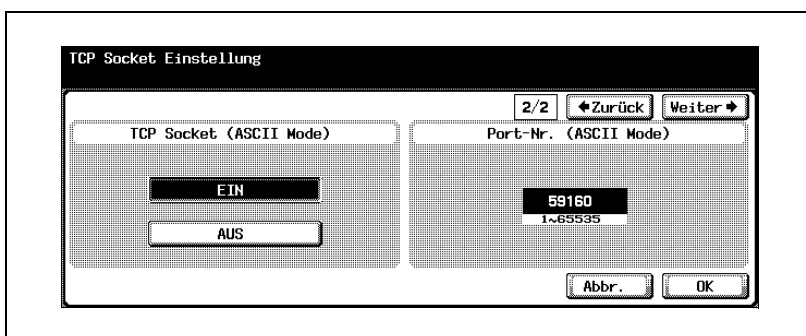 TCP Socket Einstellung
2/2 ←Zurück Weiter→
TCP Socket (ASCII Mode) Port-Nr. (ASCII Mode)
EIN
59160
1~65535
AUS
Abbr. OK